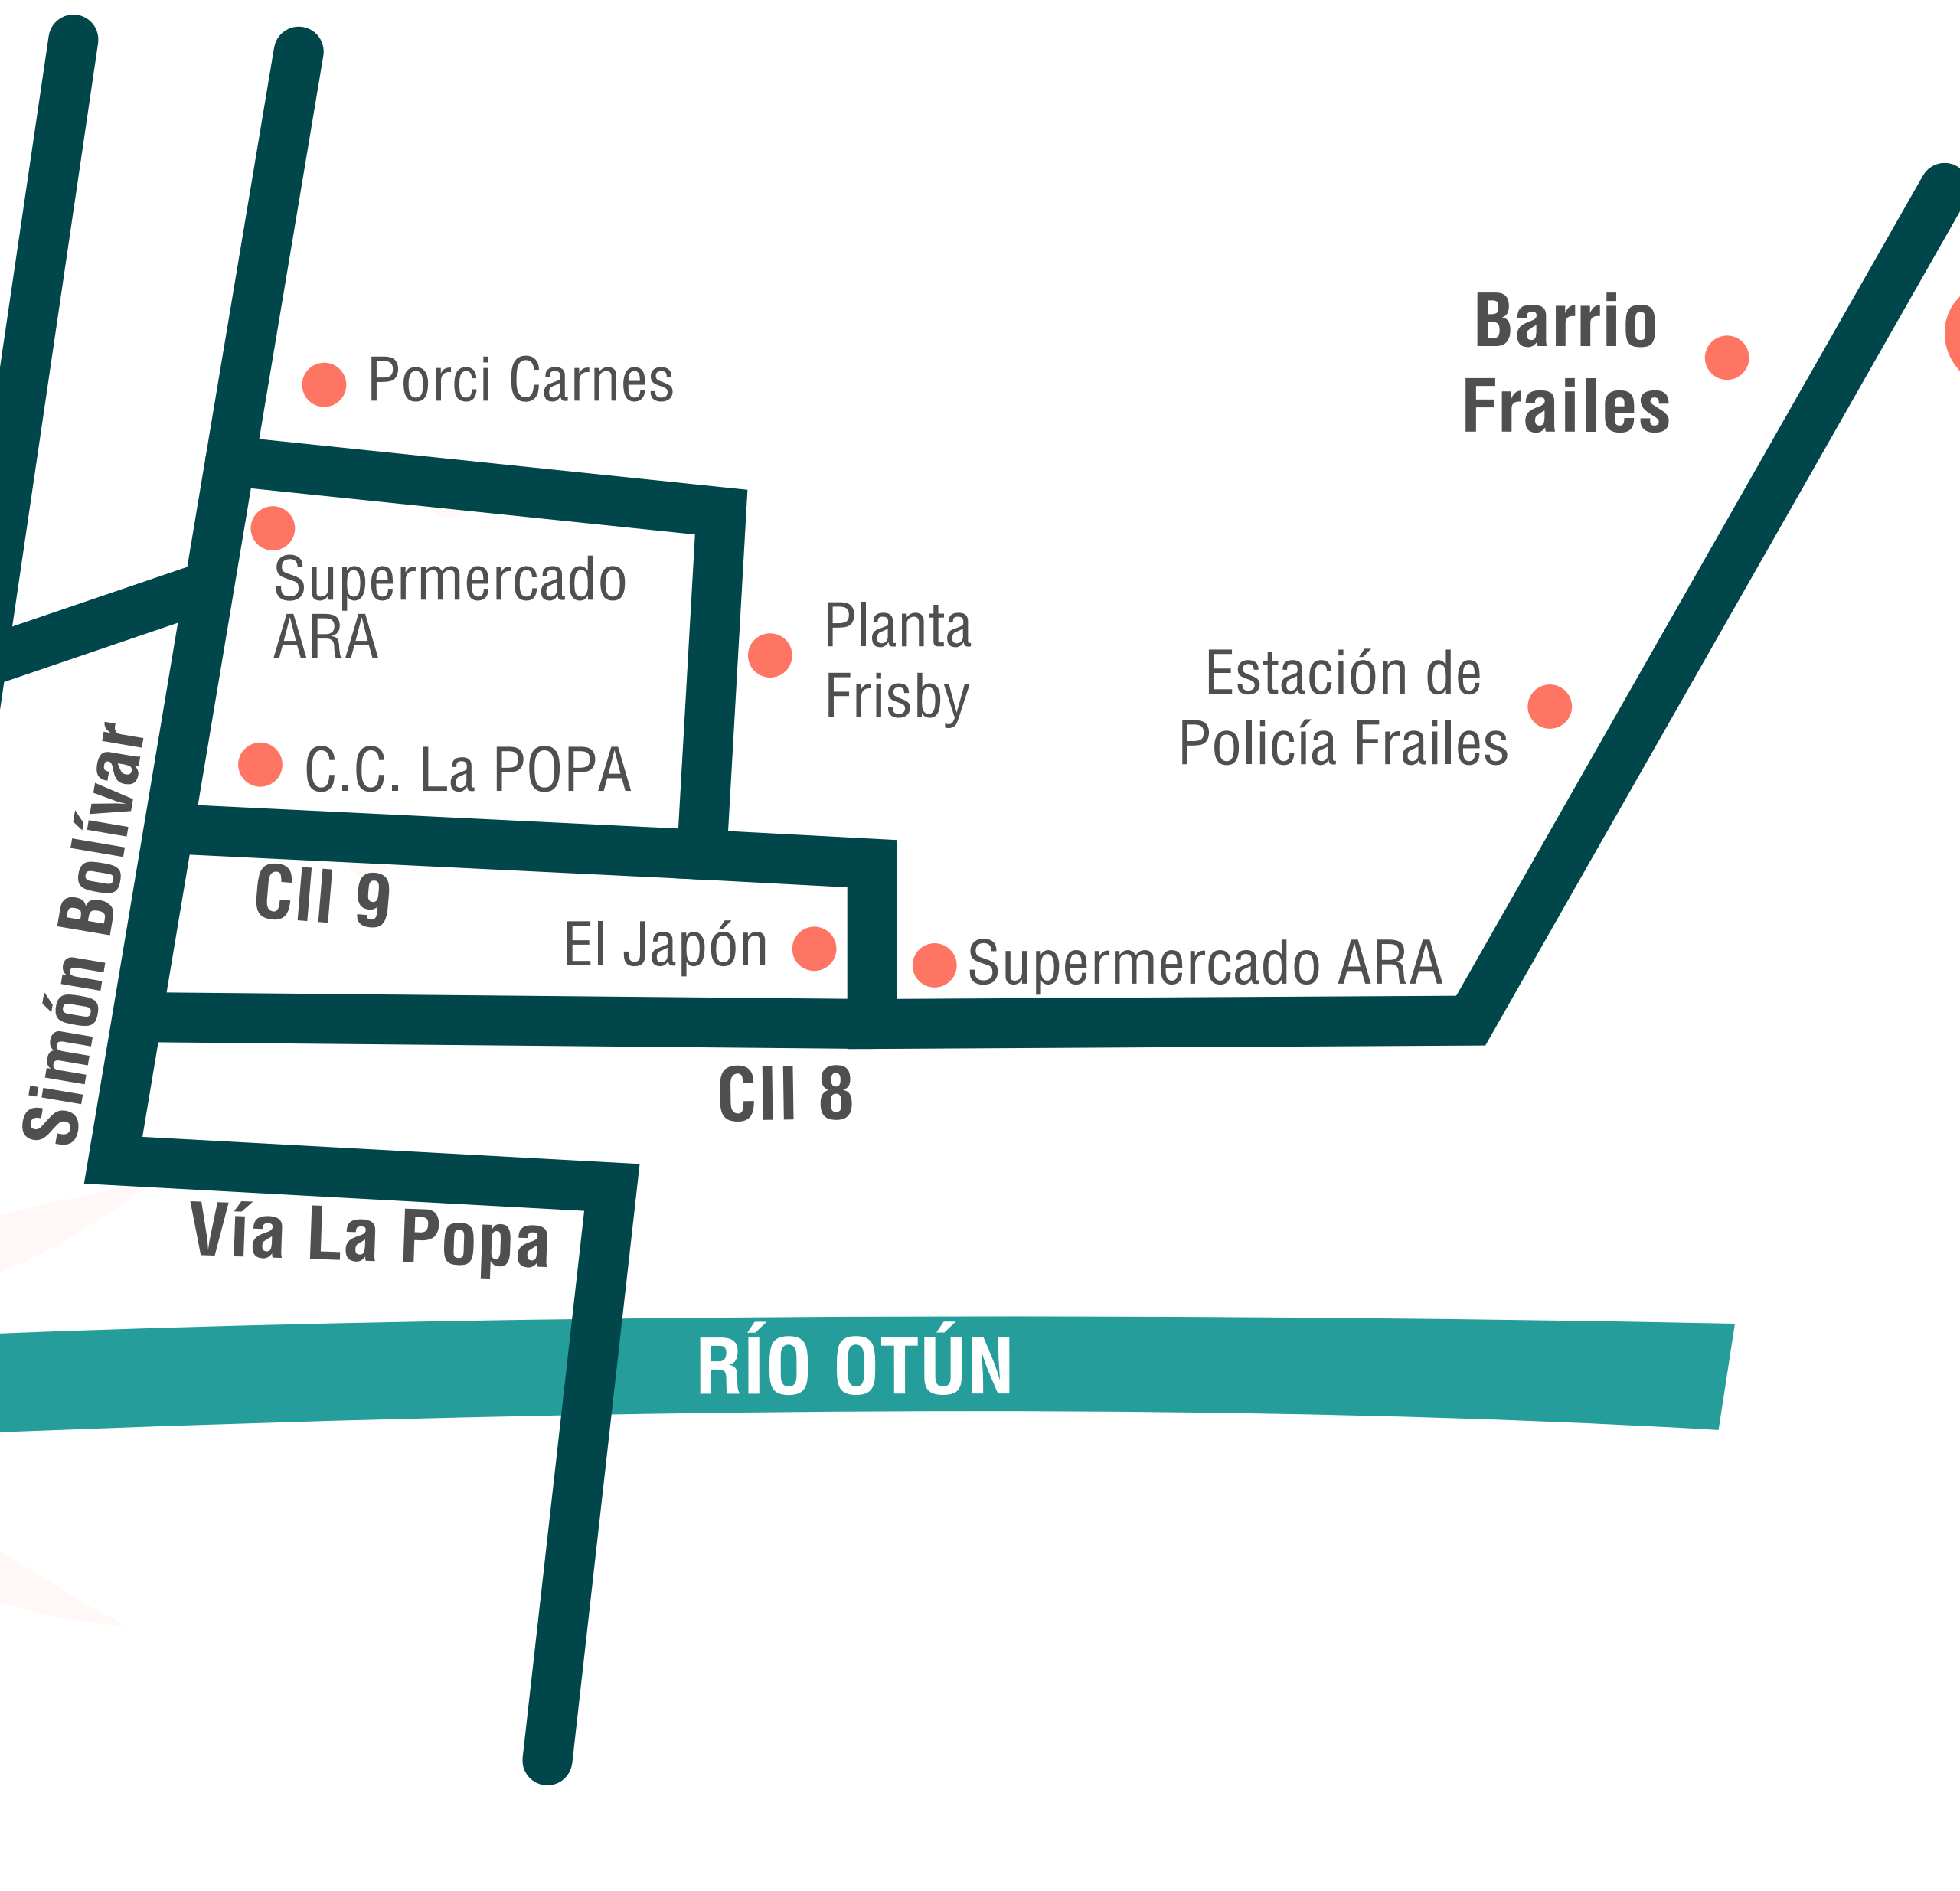 Barrio
Frailes
Porci Carnes
Supermercado
ARA
Planta
Frisby
Estación de
Policía Frailes
C.C. La POPA
Simón Bolívar
Cll 9
El Japón
Supermercado ARA
Cll 8
Vía La Popa
RÍO OTÚN